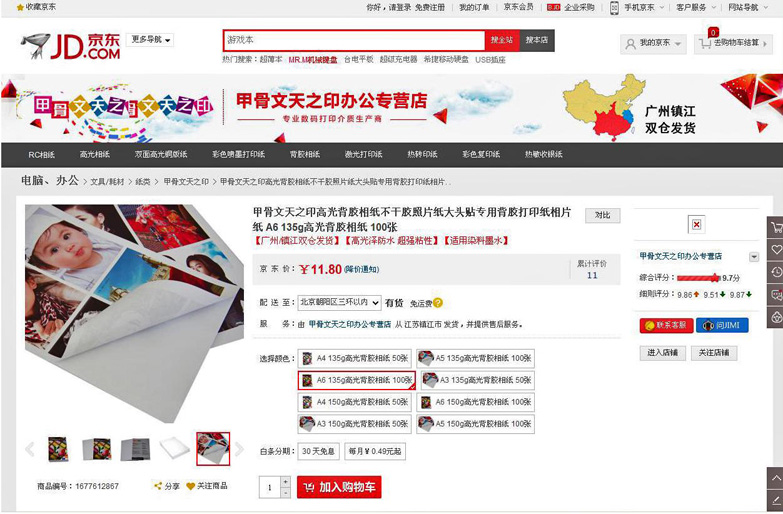 收藏京东
你好，请登录 免费注册 我的订单 京东会员 企业采购 手机京东 客户服务 网站导航
JD.COM 京东
更多导航
游戏本 搜全站 搜本店
热门搜索： 超薄本 MR.M机械键盘 台电平版 超磁充电器 希捷移动硬盘 USB插座
我的京东
0
去购物车结算
甲骨文天之印
甲骨文天之印办公专营店
专业数码打印介质生产商
广州镇江
双仓发货
RC相纸 高光相纸 双面高光铜版纸 彩色喷墨打印纸 背胶相纸 激光打印纸 热转印纸 彩色复印纸 热敏收银纸
电脑、办公 > 文具/耗材 > 纸类 > 甲骨文天之印 > 甲骨文天之印高光背胶相纸不干胶照片纸大头贴专用背胶打印纸相片..
甲骨文天之印高光背胶相纸不干胶照片纸大头贴专用背胶打印纸相片
纸 A6 135g高光背胶相纸 100张
对比
【广州/镇江双仓发货】【高光泽防水 超强粘性】【适用染料墨水】
京 东 价： ￥11.80 (降价通知)
累计评价
11
配 送 至： 北京朝阳区三环以内 有货 免运费
服 务： 由 甲骨文天之印办公专营店 从 江苏镇江市 发货，并提供售后服务。
选择颜色： A4 135g高光背胶相纸 50张 A5 135g高光背胶相纸 100张
A6 135g高光背胶相纸 100张 A3 135g高光背胶相纸 50张
A4 150g高光背胶相纸 50张 A6 150g高光背胶相纸 100张
A3 150g高光背胶相纸 50张 A5 150g高光背胶相纸 100张
白条分期： 30 天免息 每月￥0.49元起
1 + - 加入购物车
商品编号：1677612867 分享 关注商品
甲骨文天之印办公专营店
综合评分： 9.7分
细则评分： 9.86 9.51 9.87
联系客服 问JIMI
进入店铺 关注店铺